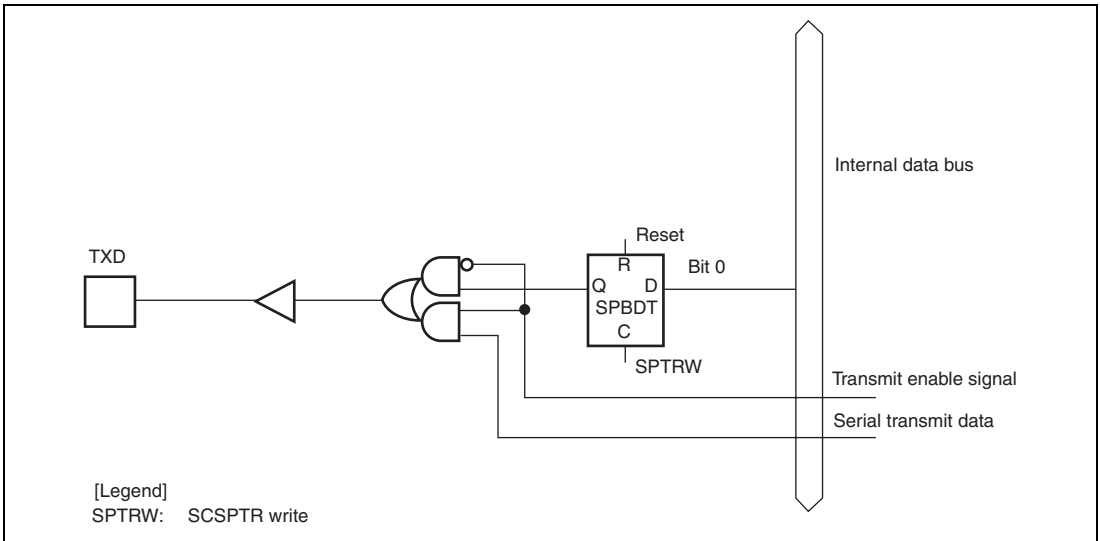 Internal data bus
Reset
TXD
R
Bit 0
Q D
SPBDT
C
SPTRW
Transmit enable signal
Serial transmit data
[Legend]
SPTRW: SCSPTR write